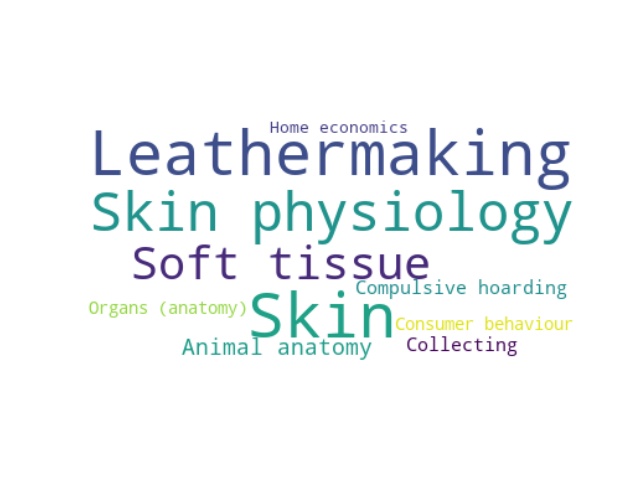 Home economics
Leathermaking
Skin physiology
Soft tissue
Compulsive hoarding
Organs (anatomy)
Skin
Consumer behaviour
Animal anatomy
Collecting